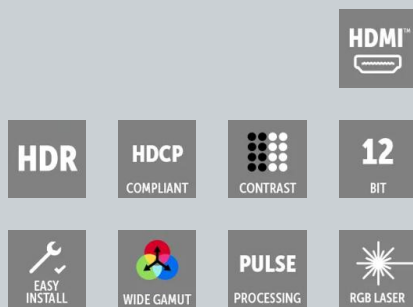 HDMI™
HDR
HDCP
COMPLIANT
CONTRAST
12
BIT
EASY
INSTALL
WIDE GAMUT
PULSE
PROCESSING
RGB LASER